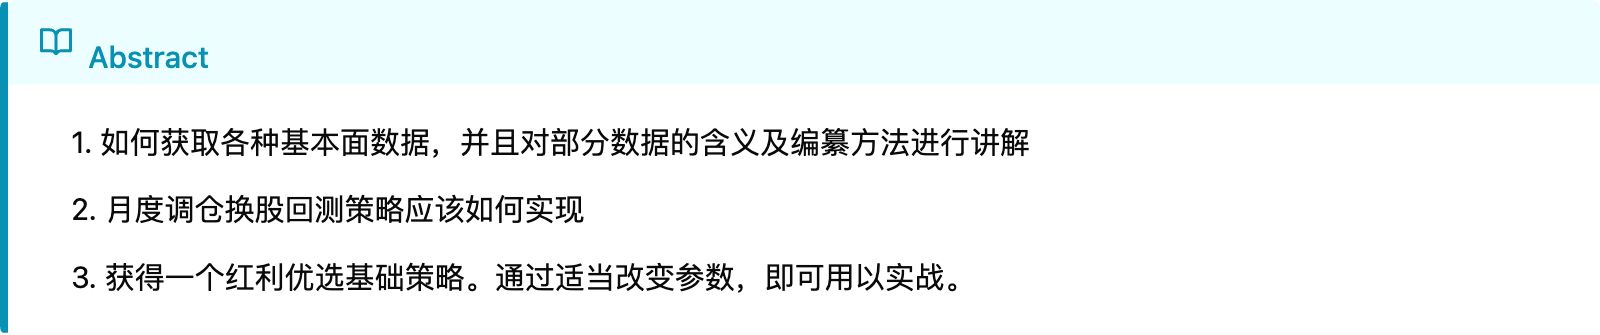 Abstract
1. 如何获取各种基本面数据，并且对部分数据的含义及编纂方法进行讲解
2. 月度调仓换股回测策略应该如何实现
3. 获得一个红利优选基础策略。通过适当改变参数，即可用以实战。